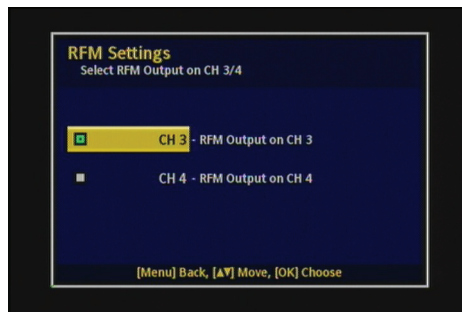 RFM Settings
Select RFM Output on CH 3/4
CH 3 - RFM Output on CH 3
CH 4 - RFM Output on CH 4
[Menu] Back, [▲▼] Move, [OK] Choose